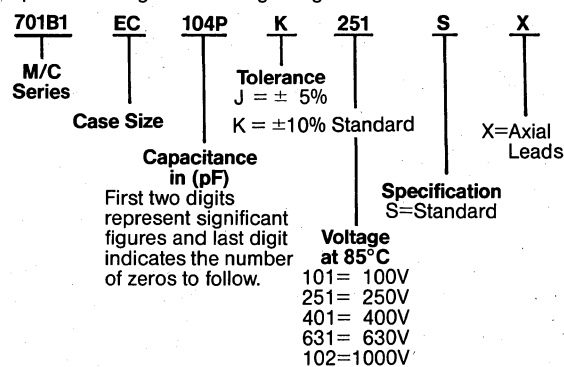 701B1 EC 104P K 251 S X
M/C
Series
Case Size
Capacitance
in (pF)
First two digits
represent significant
figures and last digit
indicates the number
of zeros to follow.
Tolerance
J = ± 5%
K = ±10% Standard
Voltage
at 85°C
101= 100V
251= 250V
401= 400V
631= 630V
102=1000V
Specification
S=Standard
X=Axial
Leads